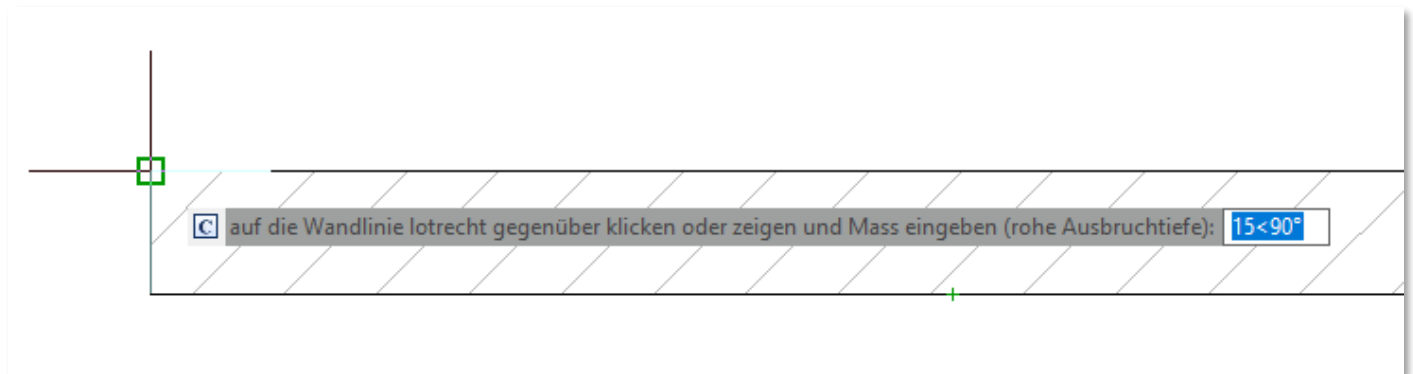 C auf die Wandlinie lotrecht gegenüber klicken oder zeigen und Mass eingeben (rohe Ausbruchtiefe): 15<90°